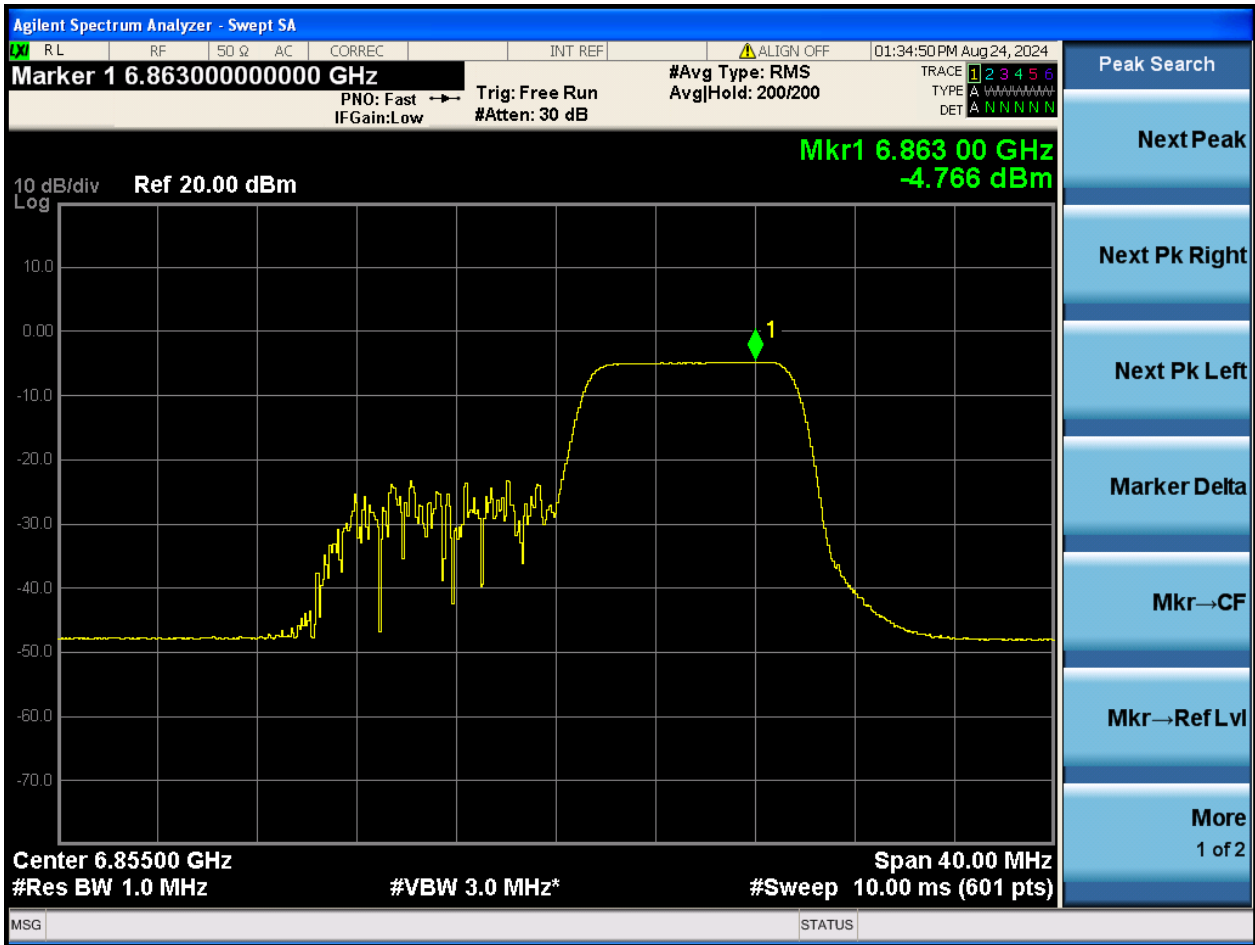 Agilent Spectrum Analyzer - Swept SA
LXI RL RF 50 Ω AC CORREC INT REF ALIGN OFF 01:34:50 PM Aug 24, 2024
Marker 1 6.863000000000 GHz
PNO: Fast
IFGain:Low
Trig: Free Run
#Atten: 30 dB
#Avg Type: RMS
Avg|Hold: 200/200
TRACE 1 2 3 4 5 6
TYPE A WWWWW
DET A N N N N N
Mkr1 6.863 00 GHz
-4.766 dBm
10 dB/div Ref 20.00 dBm
Log
10.0
0.00
-10.0
-20.0
-30.0
-40.0
-50.0
-60.0
-70.0
1
Center 6.85500 GHz Span 40.00 MHz
#Res BW 1.0 MHz #VBW 3.0 MHz* #Sweep 10.00 ms (601 pts)
MSG STATUS
Peak Search
Next Peak
Next Pk Right
Next Pk Left
Marker Delta
Mkr→CF
Mkr→Ref Lvl
More
1 of 2